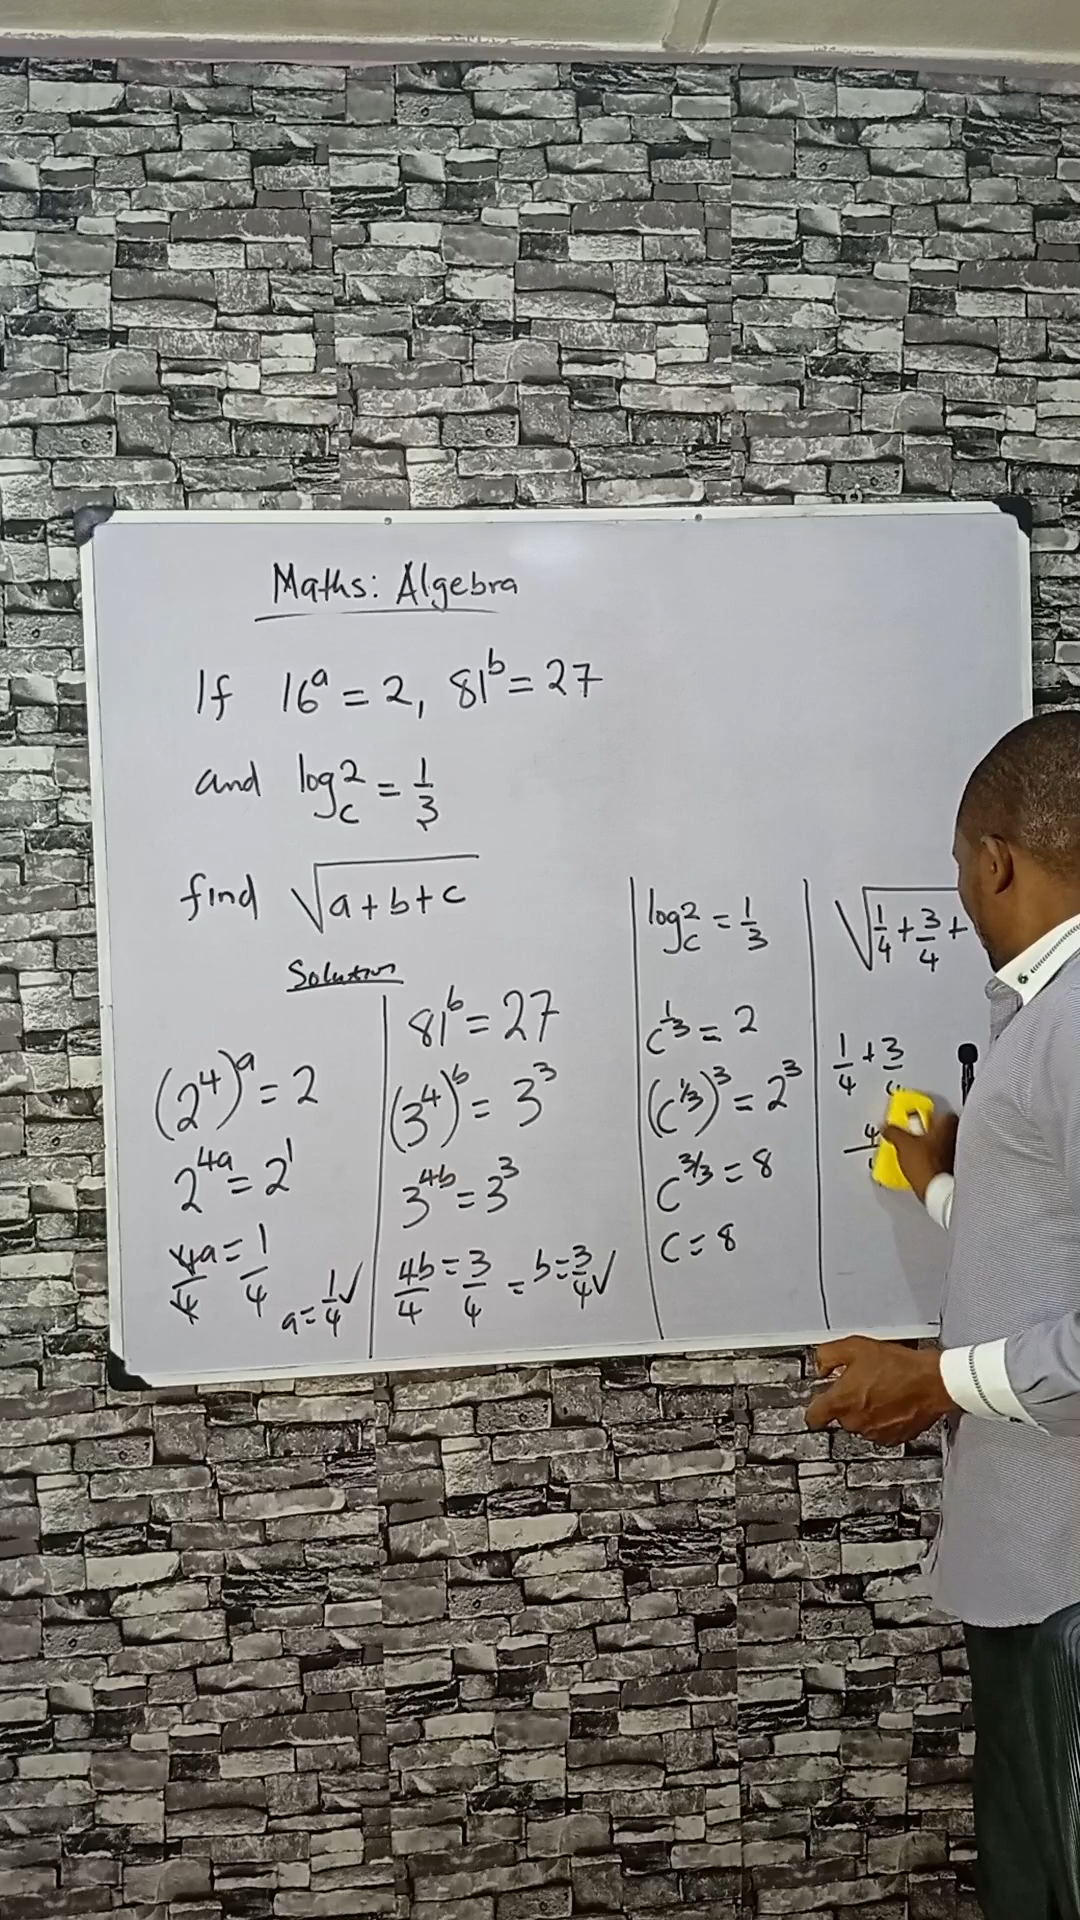 Maths: Algebra
If 16^a = 2, 81^b = 27
and log_c 2 = 1/3
find √(a+b+c)
Solution
(2^4)^a = 2
2^4a = 2^1
4a/4 = 1/4
a = 1/4 ✓
81^b = 27
(3^4)^b = 3^3
3^4b = 3^3
4b/4 = 3/4 = b = 3/4 ✓
log_c 2 = 1/3
c^1/3 = 2
(c^1/3)^3 = 2^3
c^3/3 = 8
c = 8
√(1/4 + 3/4 +
1/4 + 3/4
4